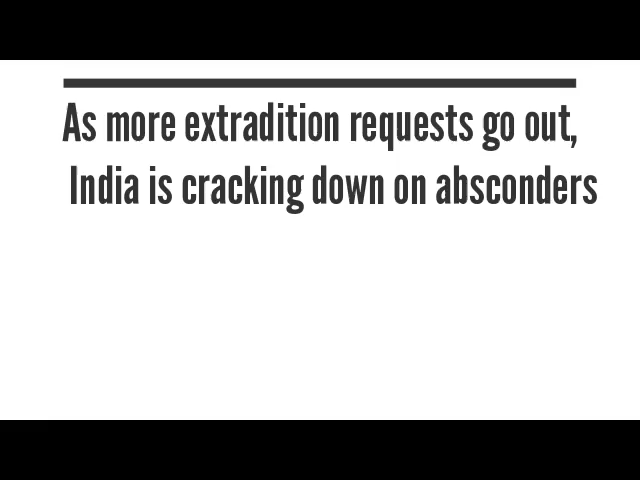 As more extradition requests go out,
India is cracking down on absconders